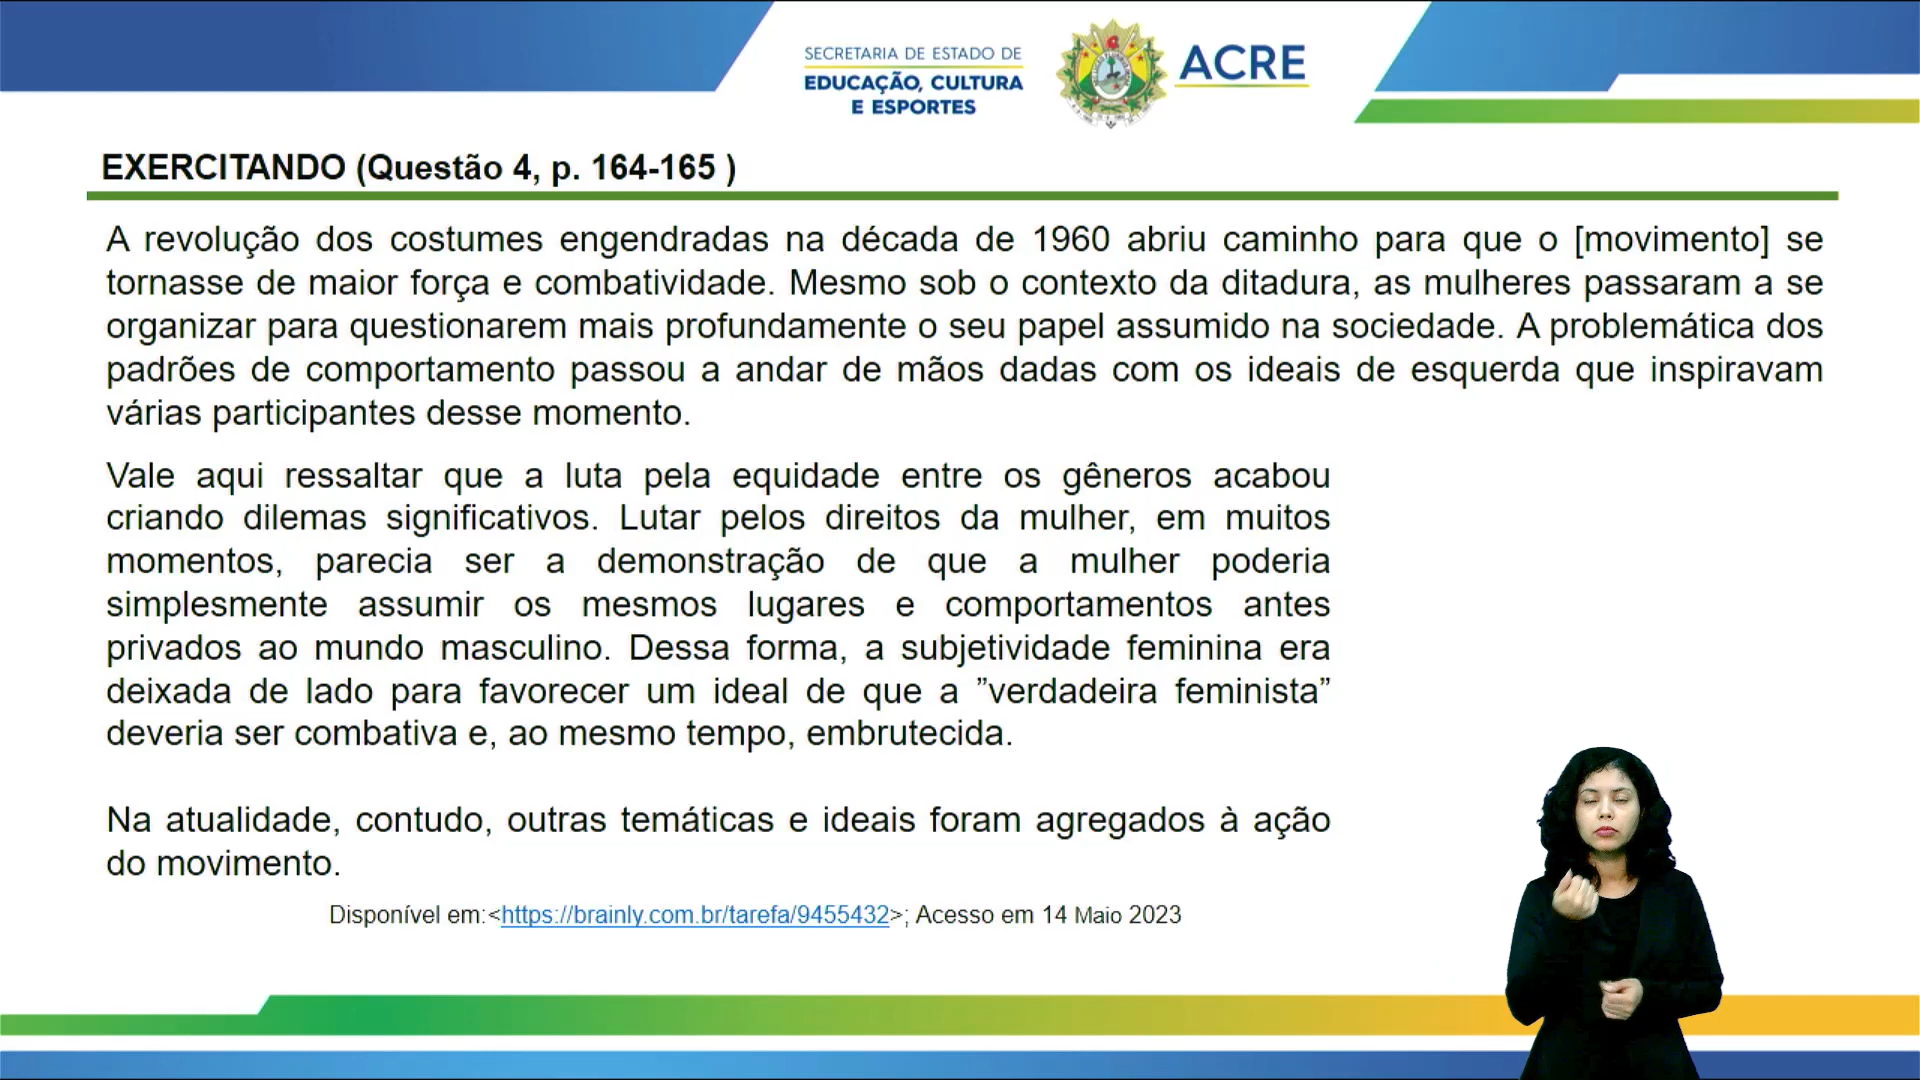 SECRETARIA DE ESTADO DE
EDUCAÇÃO, CULTURA
E ESPORTES
ACRE
EXERCITANDO (Questão 4, p. 164-165 )
A revolução dos costumes engendradas na década de 1960 abriu caminho para que o [movimento] se
tornasse de maior força e combatividade. Mesmo sob o contexto da ditadura, as mulheres passaram a se
organizar para questionarem mais profundamente o seu papel assumido na sociedade. A problemática dos
padrões de comportamento passou a andar de mãos dadas com os ideais de esquerda que inspiravam
várias participantes desse momento.
Vale aqui ressaltar que a luta pela equidade entre os gêneros acabou
criando dilemas significativos. Lutar pelos direitos da mulher, em muitos
momentos, parecia ser a demonstração de que a mulher poderia
simplesmente assumir os mesmos lugares e comportamentos antes
privados ao mundo masculino. Dessa forma, a subjetividade feminina era
deixada de lado para favorecer um ideal de que a ”verdadeira feminista”
deveria ser combativa e, ao mesmo tempo, embrutecida.
Na atualidade, contudo, outras temáticas e ideais foram agregados à ação
do movimento.
Disponível em:<https://brainly.com.br/tarefa/9455432>; Acesso em 14 Maio 2023